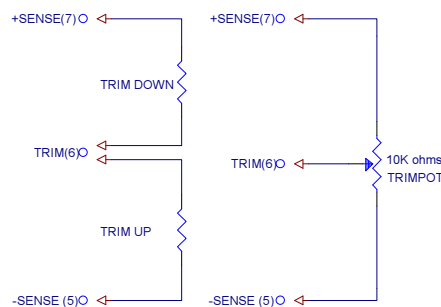 +SENSE(7)
TRIM DOWN
TRIM(6)
TRIM UP
-SENSE (5)
+SENSE(7)
10K ohms
TRIM(6)
TRIMPOT
-SENSE (5)